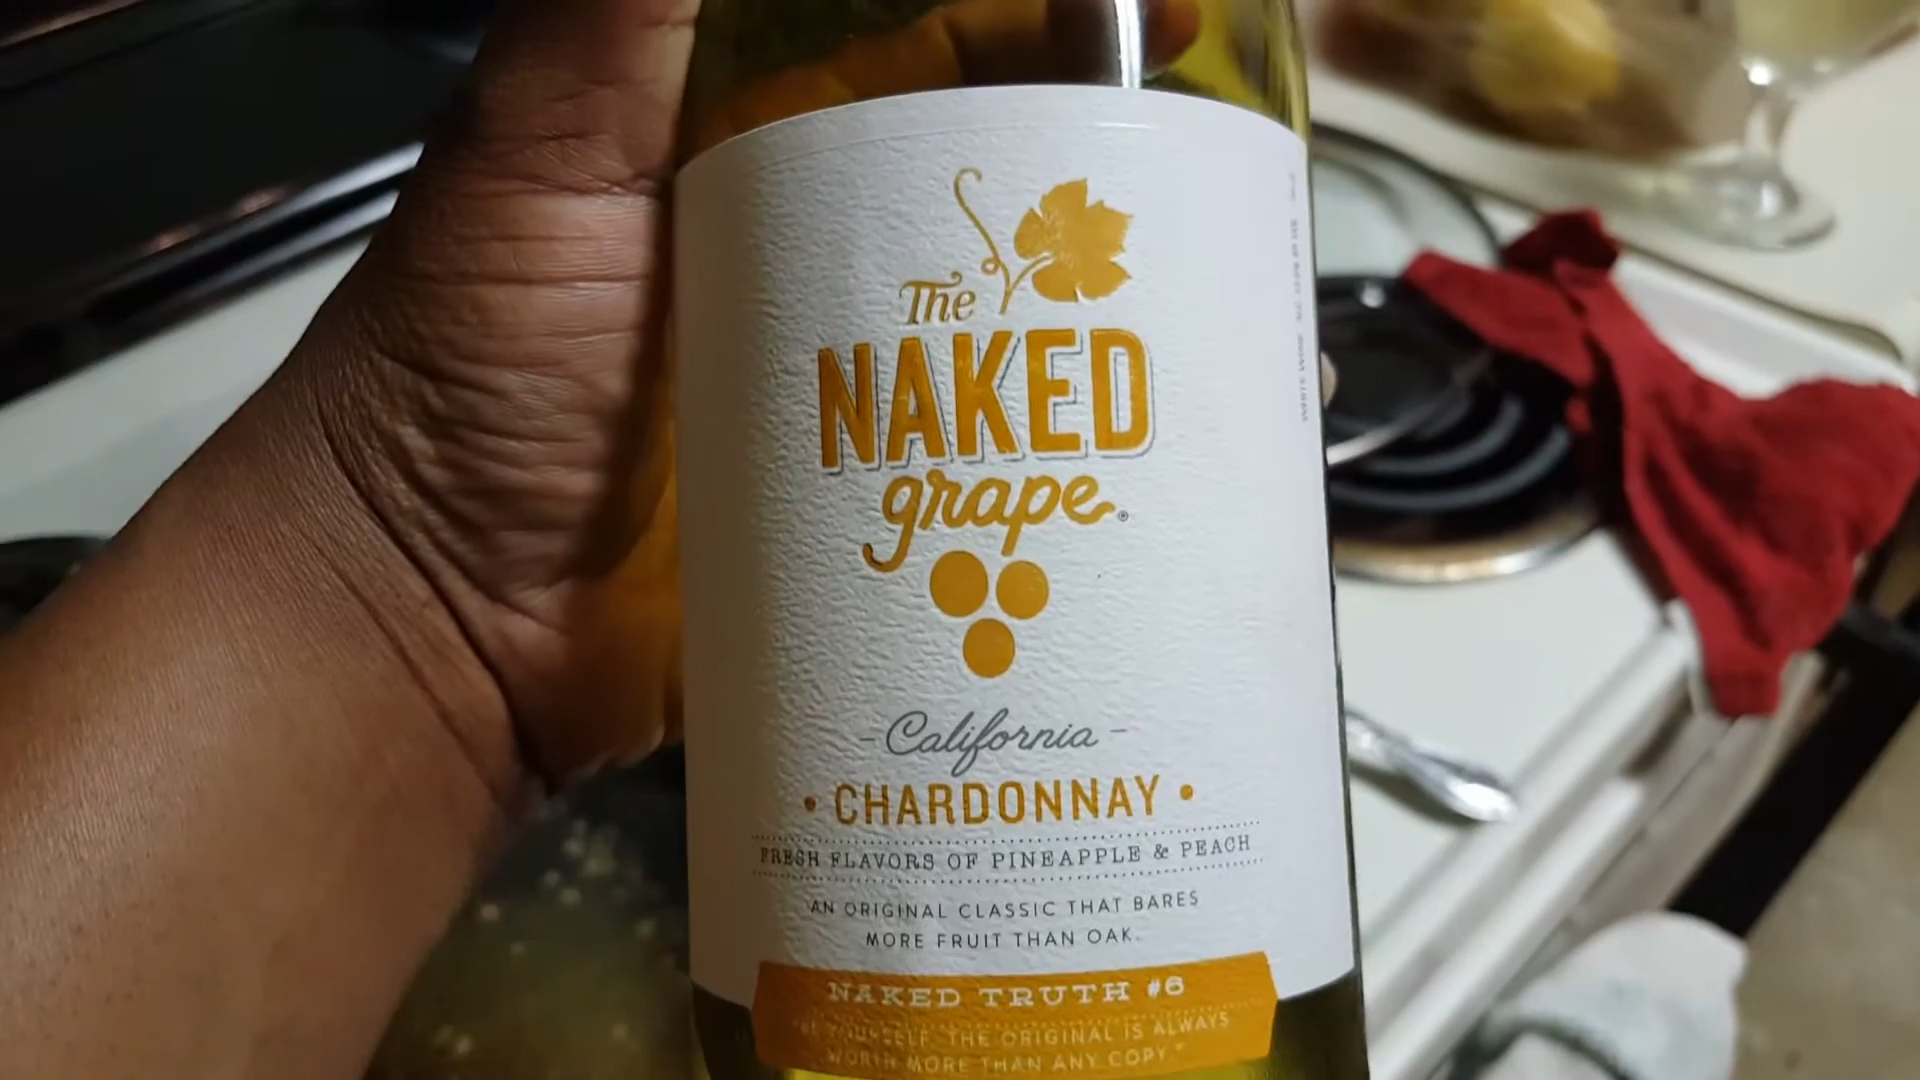 The
NAKED
grape®
- California -
• CHARDONNAY •
FRESH FLAVORS OF PINEAPPLE & PEACH
AN ORIGINAL CLASSIC THAT BARES
MORE FRUIT THAN OAK.
NAKED TRUTH #6
YOURSELF. THE ORIGINAL IS ALWAYS
WORTH MORE THAN ANY COPY."